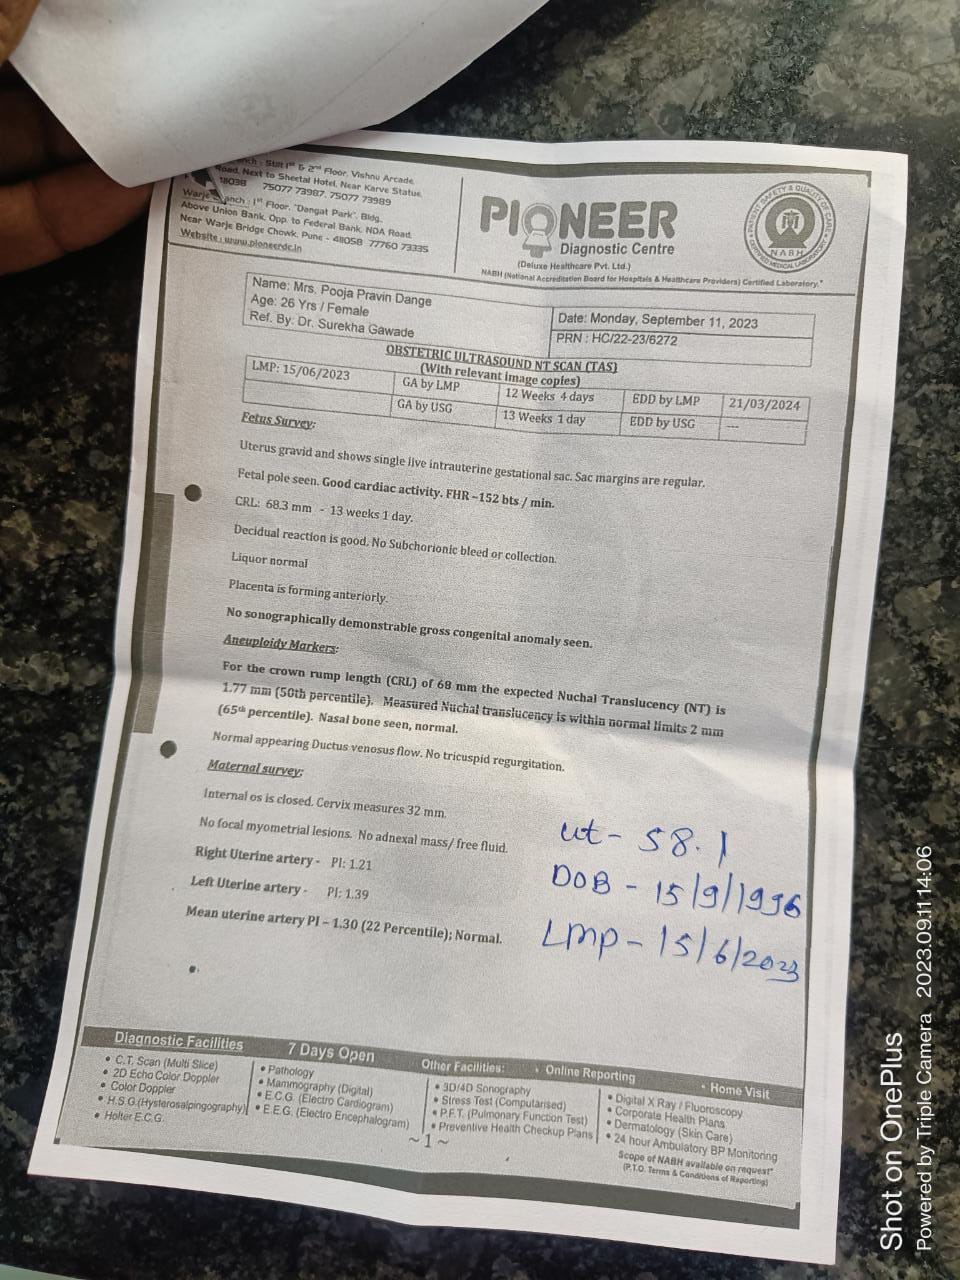 Branch : Stilt 1st & 2nd Floor, Vishnu Arcade,
Road, Next to Sheetal Hotel, Near Karve Statue,
75077 73987. 75077 73989
Warje Branch : 1st Floor, "Dangat Park", Bldg.
Above Union Bank, Opp. to Federal Bank, NDA Road,
Near Warje Bridge Chowk, Pune - 411058 77760 73335
Website : www.pioneerdc.in
PIONEER
Diagnostic Centre
(Deluxe Healthcare Pvt. Ltd.)
NABH (National Accreditation Board for Hospitals & Healthcare Providers) Certified Laboratory.*
PATIENT SAFETY & QUALITY OF CARE
NABH
CERTIFIED MEDICAL LABORATORY
Name: Mrs. Pooja Pravin Dange
Age: 26 Yrs / Female
Ref. By: Dr. Surekha Gawade
Date: Monday, September 11, 2023
PRN : HC/22-23/6272
OBSTETRIC ULTRASOUND NT SCAN (TAS)
(With relevant image copies)
LMP: 15/06/2023 GA by LMP 12 Weeks 4 days EDD by LMP 21/03/2024
GA by USG 13 Weeks 1 day EDD by USG ---
Fetus Survey:
Uterus gravid and shows single live intrauterine gestational sac. Sac margins are regular.
Fetal pole seen. Good cardiac activity. FHR ~152 bts / min.
CRL: 68.3 mm - 13 weeks 1 day.
Decidual reaction is good. No Subchorionic bleed or collection.
Liquor normal
Placenta is forming anteriorly.
No sonographically demonstrable gross congenital anomaly seen.
Aneuploidy Markers:
For the crown rump length (CRL) of 68 mm the expected Nuchal Translucency (NT) is
1.77 mm (50th percentile). Measured Nuchal translucency is within normal limits 2 mm
(65th percentile). Nasal bone seen, normal.
Normal appearing Ductus venosus flow. No tricuspid regurgitation.
Maternal survey:
Internal os is closed. Cervix measures 32 mm.
No focal myometrial lesions. No adnexal mass/ free fluid.
Right Uterine artery - PI: 1.21
Left Uterine artery - PI: 1.39
Mean uterine artery PI – 1.30 (22 Percentile); Normal.
wt - 58.1
DOB - 15/9/1996
Lmp - 15/6/2023
Diagnostic Facilities 7 Days Open
• C.T. Scan (Multi Slice)
• 2D Echo Color Doppler
• Color Doppler
• H.S.G.(Hysterosalpingography)
• Holter E.C.G.
• Pathology
• Mammography (Digital)
• E.C.G. (Electro Cardiogram)
• E.E.G. (Electro Encephalogram)
Other Facilities: • Online Reporting • Home Visit
• 3D/4D Sonography
• Stress Test (Computarised)
• P.F.T. (Pulmonary Function Test)
• Preventive Health Checkup Plans
• Digital X Ray / Fluoroscopy
• Corporate Health Plans
• Dermatology (Skin Care)
• 24 hour Ambulatory BP Monitoring
Scope of NABH available on request*
(P.T.O. Terms & Conditions of Reporting)
~ 1 ~
Shot on OnePlus
Powered by Triple Camera 2023.09.11 14:06